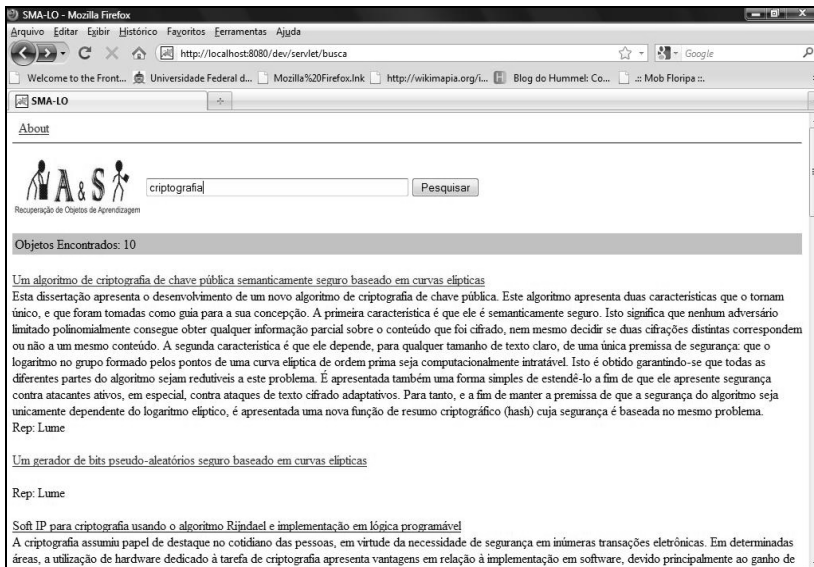 SMA-LO - Mozilla Firefox
Arquivo Editar Exibir Histórico Favoritos Ferramentas Ajuda
http://localhost:8080/dev/servlet/busca
Google
Welcome to the Front... Universidade Federal d... Mozilla%20Firefox.lnk http://wikimapia.org/i... Blog do Hummel: Co... .:: Mob Floripa ::.
SMA-LO
About
A & S
Recuperação de Objetos de Aprendizagem
criptografia
Pesquisar
Objetos Encontrados: 10
Um algoritmo de criptografia de chave pública semanticamente seguro baseado em curvas elípticas
Esta dissertação apresenta o desenvolvimento de um novo algoritmo de criptografia de chave pública. Este algoritmo apresenta duas características que o tornam
único, e que foram tomadas como guia para a sua concepção. A primeira característica é que ele é semanticamente seguro. Isto significa que nenhum adversário
limitado polinomialmente consegue obter qualquer informação parcial sobre o conteúdo que foi cifrado, nem mesmo decidir se duas cifrações distintas correspondem
ou não a um mesmo conteúdo. A segunda característica é que ele depende, para qualquer tamanho de texto claro, de uma única premissa de segurança: que o
logaritmo no grupo formado pelos pontos de uma curva elíptica de ordem prima seja computacionalmente intratável. Isto é obtido garantindo-se que todas as
diferentes partes do algoritmo sejam redutíveis a este problema. É apresentada também uma forma simples de estendê-lo a fim de que ele apresente segurança
contra atacantes ativos, em especial, contra ataques de texto cifrado adaptativos. Para tanto, e a fim de manter a premissa de que a segurança do algoritmo seja
unicamente dependente do logaritmo elíptico, é apresentada uma nova função de resumo criptográfico (hash) cuja segurança é baseada no mesmo problema.
Rep: Lume
Um gerador de bits pseudo-aleatórios seguro baseado em curvas elípticas
Rep: Lume
Soft IP para criptografia usando o algoritmo Rijndael e implementação em lógica programável
A criptografia assumiu papel de destaque no cotidiano das pessoas, em virtude da necessidade de segurança em inúmeras transações eletrônicas. Em determinadas
áreas, a utilização de hardware dedicado à tarefa de criptografia apresenta vantagens em relação à implementação em software, devido principalmente ao ganho de